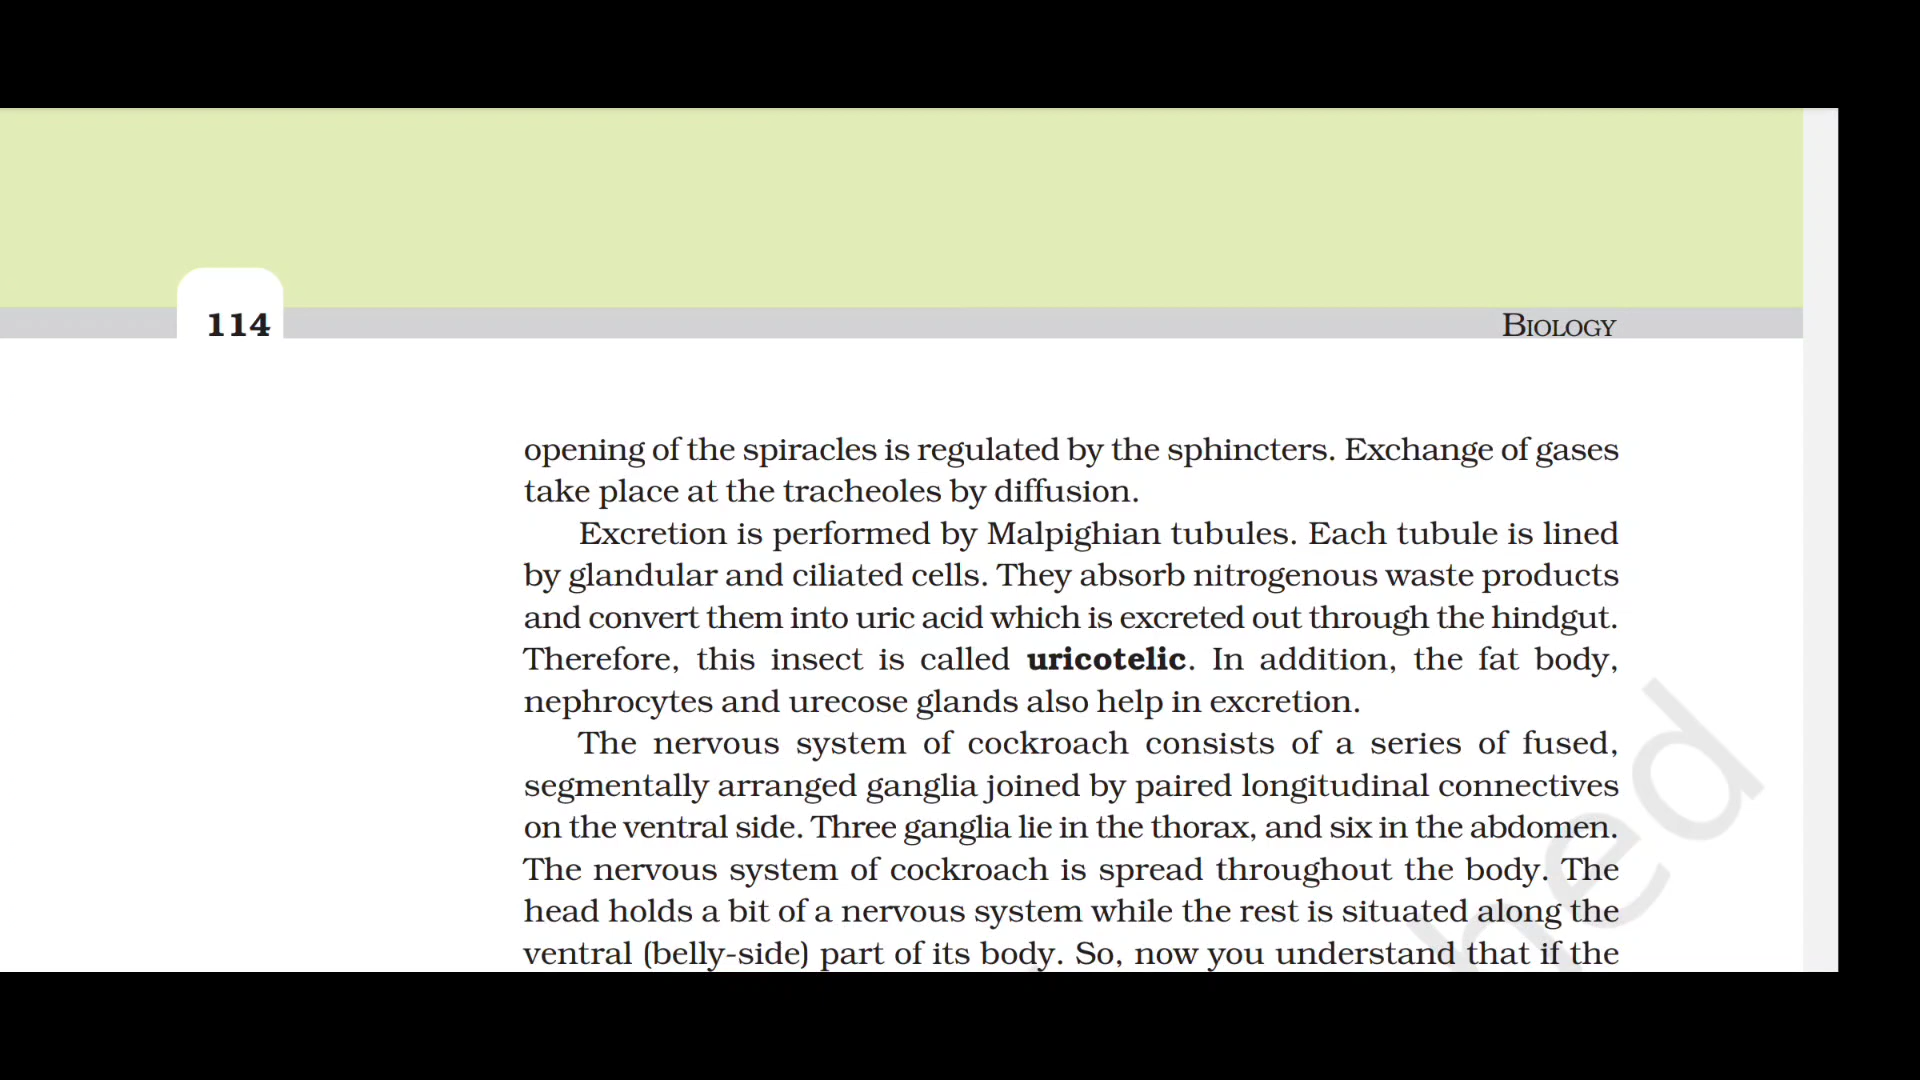 114
BIOLOGY
opening of the spiracles is regulated by the sphincters. Exchange of gases
take place at the tracheoles by diffusion.
Excretion is performed by Malpighian tubules. Each tubule is lined
by glandular and ciliated cells. They absorb nitrogenous waste products
and convert them into uric acid which is excreted out through the hindgut.
Therefore, this insect is called uricotelic. In addition, the fat body,
nephrocytes and urecose glands also help in excretion.
The nervous system of cockroach consists of a series of fused,
segmentally arranged ganglia joined by paired longitudinal connectives
on the ventral side. Three ganglia lie in the thorax, and six in the abdomen.
The nervous system of cockroach is spread throughout the body. The
head holds a bit of a nervous system while the rest is situated along the
ventral (belly-side) part of its body. So, now you understand that if the